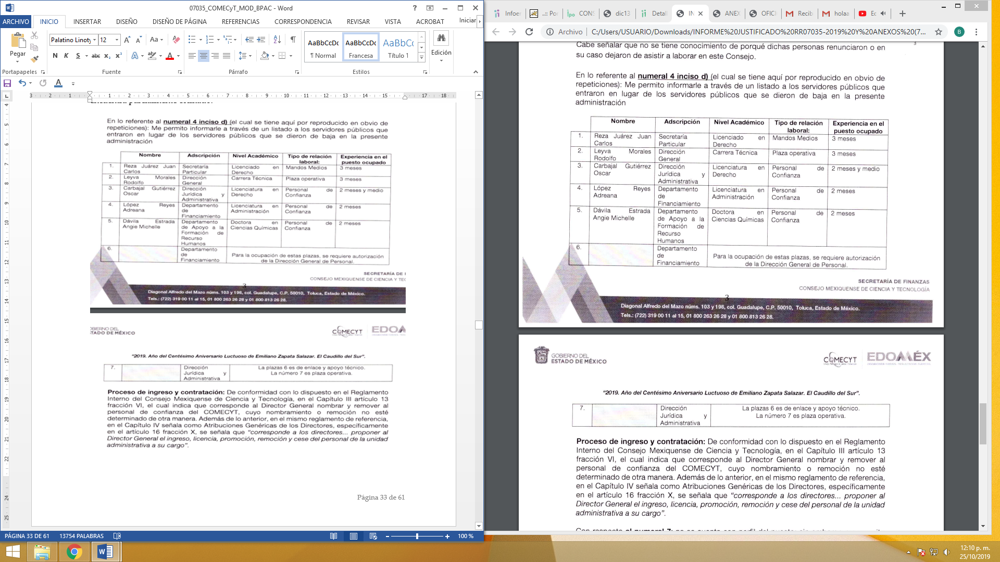 07035_COMECyT_MOD_BPAC - Word
ARCHIVO INICIO INSERTAR DISEÑO DISEÑO DE PÁGINA REFERENCIAS CORRESPONDENCIA REVISAR VISTA ACROBAT Iniciar
Palatino Linoty 12
Pegar
N K S abc x₂ x²
AaBbCcDc AaBbCcDc AaBbCc
¶ Normal Francesa Título 1
Edición
Portapapeles Fuente Párrafo Estilos
En lo referente al numeral 4 inciso d) (el cual se tiene aquí por reproducido en obvio de
repeticiones): Me permito informarle a través de un listado a los servidores públicos que
entraron en lugar de los servidores públicos que se dieron de baja en la presente
administración
Nombre Adscripción Nivel Académico Tipo de relación laboral: Experiencia en el puesto ocupado
1. Reza Juárez Juan Carlos Secretaría Particular Licenciado en Derecho Mandos Medios 3 meses
2. Leyva Morales Rodolfo Dirección General Carrera Técnica Plaza operativa 3 meses
3. Carbajal Gutiérrez Oscar Dirección Jurídica y Administrativa Licenciatura en Derecho Personal de Confianza 2 meses y medio
4. López Reyes Adreana Departamento de Financiamiento Licenciatura en Administración Personal de Confianza 2 meses
5. Dávila Estrada Angie Michelle Departamento de Apoyo a la Formación de Recurso Humanos Doctora en Ciencias Químicas Personal de Confianza 2 meses
6. Departamento de Financiamiento Para la ocupación de estas plazas, se requiere autorización de la Dirección General de Personal.
SECRETARÍA DE
CONSEJO MEXIQUENSE DE CIENCIA Y TEC
3
Diagonal Alfredo del Mazo núms. 103 y 198, col. Guadalupe, C.P. 50010, Toluca, Estado de México.
Tels.: (722) 319 00 11 al 15, 01 800 263 26 28 y 01 800 813 26 28.
COMECYT
"2019. Año del Centésimo Aniversario Luctuoso de Emiliano Zapata Salazar. El Caudillo del Sur".
7. Dirección Jurídica y Administrativa La plazas 6 es de enlace y apoyo técnico. La número 7 es plaza operativa.
Proceso de ingreso y contratación: De conformidad con lo dispuesto en el Reglamento
Interno del Consejo Mexiquense de Ciencia y Tecnología, en el Capítulo III artículo 13
fracción VI, el cual indica que corresponde al Director General nombrar y remover al
personal de confianza del COMECYT, cuyo nombramiento o remoción no esté
determinado de otra manera. Además de lo anterior, en el mismo reglamento de referencia,
en el Capítulo IV señala como Atribuciones Genéricas de los Directores, específicamente
en el artículo 16 fracción X, se señala que "corresponde a los directores... proponer al
Director General el ingreso, licencia, promoción, remoción y cese del personal de la unidad
administrativa a su cargo".
Página 33 de 61
PÁGINA 33 DE 61 13754 PALABRAS 100 %
Infoer ..:: Por CONS dic13 Detall IN ANEX OFIC Recib holaa Ec
Archivo C:/Users/USUARIO/Downloads/INFORME%20JUSTIFICADO%20RR07035-2019%20Y%20ANEXOS%20(7... B
Cabe señalar que no se tiene conocimiento de porqué dichas personas renunciaron o en
su caso dejaron de asistir a laborar en este Consejo.
3
En lo referente al numeral 4 inciso d) (el cual se tiene aquí por reproducido en obvio de
repeticiones): Me permito informarle a través de un listado a los servidores públicos que
entraron en lugar de los servidores públicos que se dieron de baja en la presente
administración
Nombre Adscripción Nivel Académico Tipo de relación laboral: Experiencia en el puesto ocupado
1. Reza Juárez Juan Carlos Secretaría Particular Licenciado en Derecho Mandos Medios 3 meses
2. Leyva Morales Rodolfo Dirección General Carrera Técnica Plaza operativa 3 meses
3. Carbajal Gutiérrez Oscar Dirección Jurídica y Administrativa Licenciatura en Derecho Personal de Confianza 2 meses y medio
4. López Reyes Adreana Departamento de Financiamiento Licenciatura en Administración Personal de Confianza 2 meses
5. Dávila Estrada Angie Michelle Departamento de Apoyo a la Formación de Recurso Humanos Doctora en Ciencias Químicas Personal de Confianza 2 meses
6. Departamento de Financiamiento Para la ocupación de estas plazas, se requiere autorización de la Dirección General de Personal.
SECRETARÍA DE FINANZAS
CONSEJO MEXIQUENSE DE CIENCIA Y TECNOLOGÍA
3
Diagonal Alfredo del Mazo núms. 103 y 198, col. Guadalupe, C.P. 50010, Toluca, Estado de México.
Tels.: (722) 319 00 11 al 15, 01 800 263 26 28 y 01 800 813 26 28.
GOBIERNO DEL
ESTADO DE MÉXICO
COMECYT EDOMÉX
"2019. Año del Centésimo Aniversario Luctuoso de Emiliano Zapata Salazar. El Caudillo del Sur".
7. Dirección Jurídica y Administrativa La plazas 6 es de enlace y apoyo técnico. La número 7 es plaza operativa.
Proceso de ingreso y contratación: De conformidad con lo dispuesto en el Reglamento
Interno del Consejo Mexiquense de Ciencia y Tecnología, en el Capítulo III artículo 13
fracción VI, el cual indica que corresponde al Director General nombrar y remover al
personal de confianza del COMECYT, cuyo nombramiento o remoción no esté
determinado de otra manera. Además de lo anterior, en el mismo reglamento de referencia,
en el Capítulo IV señala como Atribuciones Genéricas de los Directores, específicamente
en el artículo 16 fracción X, se señala que "corresponde a los directores... proponer al
Director General el ingreso, licencia, promoción, remoción y cese del personal de la unidad
administrativa a su cargo".
12:10 p. m.
25/10/2019